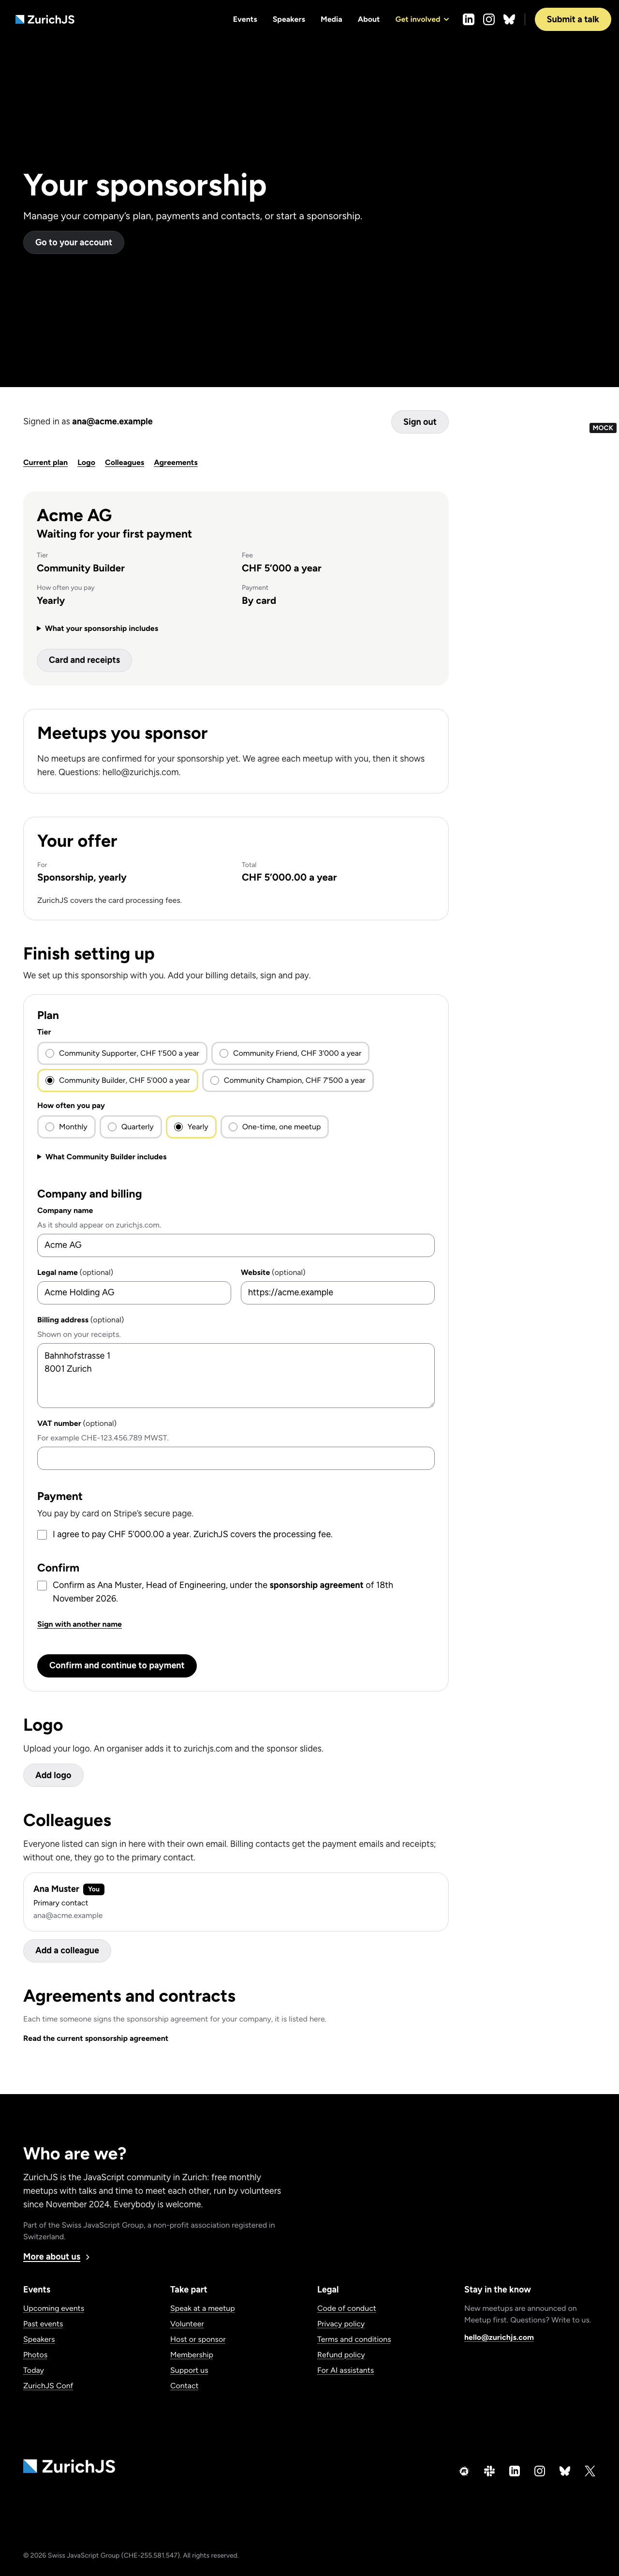 ZurichJS
Events
Speakers
Media
About
Get involved
Submit a talk
Your sponsorship
Manage your company's plan, payments and contacts, or start a sponsorship.
Go to your account
Signed in as ana@acme.example
Sign out
MOCK
Current plan
Logo
Colleagues
Agreements
Acme AG
Waiting for your first payment
Tier
Community Builder
Fee
CHF 5'000 a year
How often you pay
Yearly
Payment
By card
What your sponsorship includes
Card and receipts
Meetups you sponsor
No meetups are confirmed for your sponsorship yet. We agree each meetup with you, then it shows
here. Questions: hello@zurichjs.com.
Your offer
For
Sponsorship, yearly
Total
CHF 5'000.00 a year
ZurichJS covers the card processing fees.
Finish setting up
We set up this sponsorship with you. Add your billing details, sign and pay.
Plan
Tier
Community Supporter, CHF 1'500 a year
Community Friend, CHF 3'000 a year
Community Builder, CHF 5'000 a year
Community Champion, CHF 7'500 a year
How often you pay
Monthly
Quarterly
Yearly
One-time, one meetup
What Community Builder includes
Company and billing
Company name
As it should appear on zurichjs.com.
Acme AG
Legal name (optional)
Acme Holding AG
Website (optional)
https://acme.example
Billing address (optional)
Shown on your receipts.
Bahnhofstrasse 1
8001 Zurich
VAT number (optional)
For example CHE-123.456.789 MWST.
Payment
You pay by card on Stripe's secure page.
I agree to pay CHF 5'000.00 a year. ZurichJS covers the processing fee.
Confirm
Confirm as Ana Muster, Head of Engineering, under the sponsorship agreement of 18th
November 2026.
Sign with another name
Confirm and continue to payment
Logo
Upload your logo. An organiser adds it to zurichjs.com and the sponsor slides.
Add logo
Colleagues
Everyone listed can sign in here with their own email. Billing contacts get the payment emails and receipts;
without one, they go to the primary contact.
Ana Muster You
Primary contact
ana@acme.example
Add a colleague
Agreements and contracts
Each time someone signs the sponsorship agreement for your company, it is listed here.
Read the current sponsorship agreement
Who are we?
ZurichJS is the JavaScript community in Zurich: free monthly
meetups with talks and time to meet each other, run by volunteers
since November 2024. Everybody is welcome.
Part of the Swiss JavaScript Group, a non-profit association registered in
Switzerland.
More about us
Events
Upcoming events
Past events
Speakers
Photos
Today
ZurichJS Conf
Take part
Speak at a meetup
Volunteer
Host or sponsor
Membership
Support us
Contact
Legal
Code of conduct
Privacy policy
Terms and conditions
Refund policy
For AI assistants
Stay in the know
New meetups are announced on
Meetup first. Questions? Write to us.
hello@zurichjs.com
ZurichJS
© 2026 Swiss JavaScript Group (CHE-255.581.547). All rights reserved.